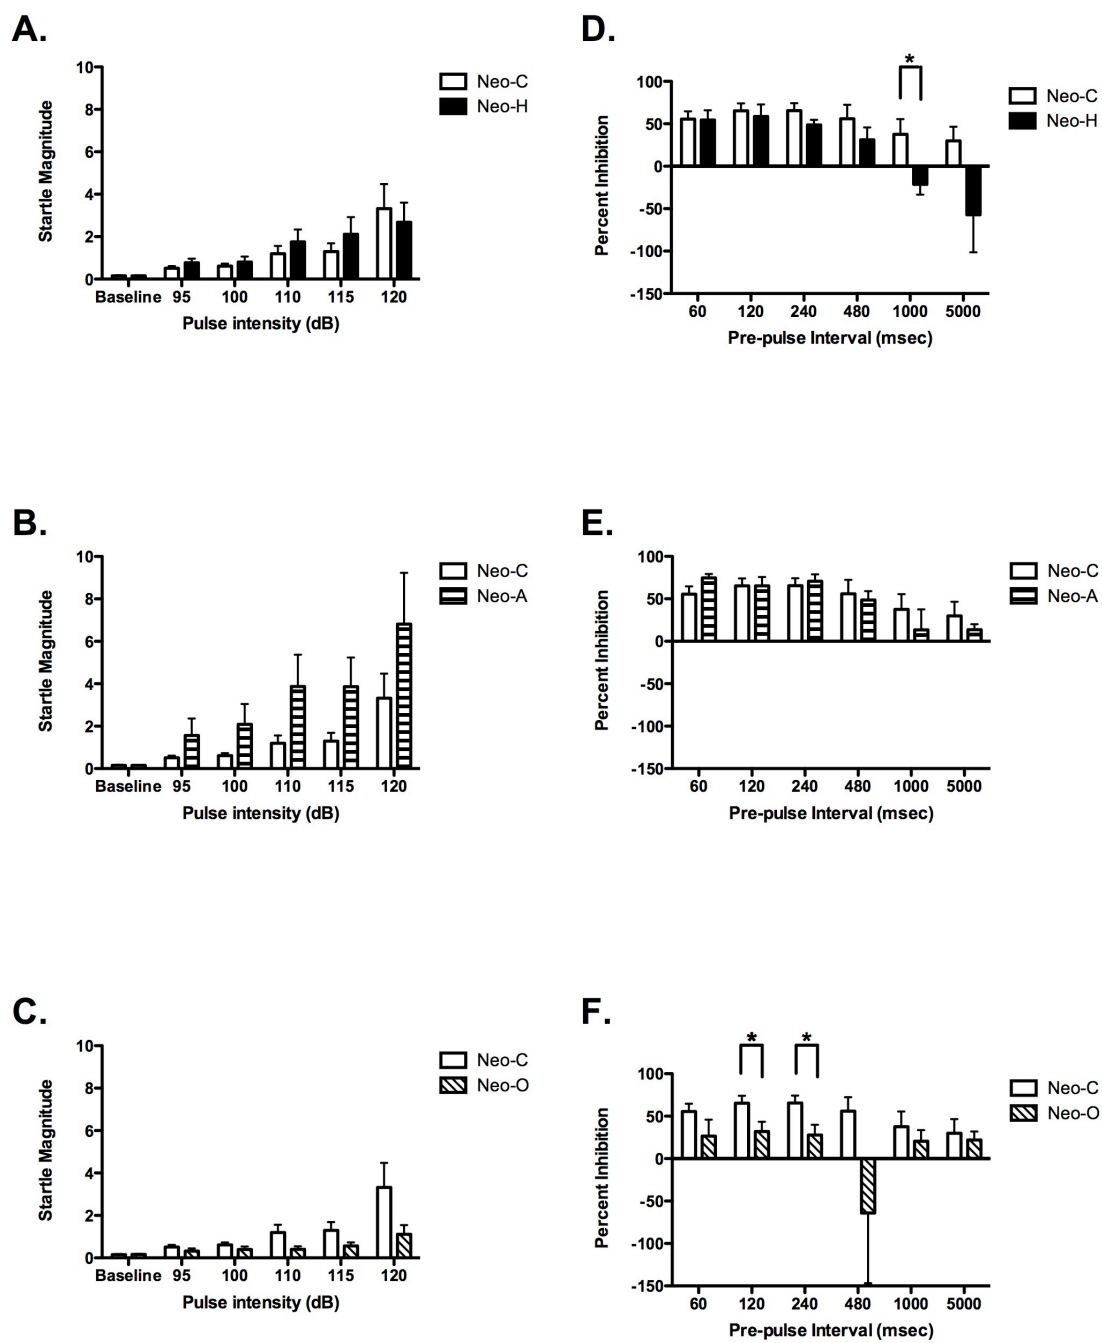 A.
10
8
6
4
2
0
Startle Magnitude
Baseline 95 100 110 115 120
Pulse intensity (dB)
Neo-C
Neo-H
D.
*
100
50
0
-50
-100
-150
Percent Inhibition
60 120 240 480 1000 5000
Pre-pulse Interval (msec)
Neo-C
Neo-H
B.
10
8
6
4
2
0
Startle Magnitude
Baseline 95 100 110 115 120
Pulse intensity (dB)
Neo-C
Neo-A
E.
100
50
0
-50
-100
-150
Percent Inhibition
60 120 240 480 1000 5000
Pre-pulse Interval (msec)
Neo-C
Neo-A
C.
10
8
6
4
2
0
Startle Magnitude
Baseline 95 100 110 115 120
Pulse intensity (dB)
Neo-C
Neo-O
F.
* *
100
50
0
-50
-100
-150
Percent Inhibition
60 120 240 480 1000 5000
Pre-pulse Interval (msec)
Neo-C
Neo-O